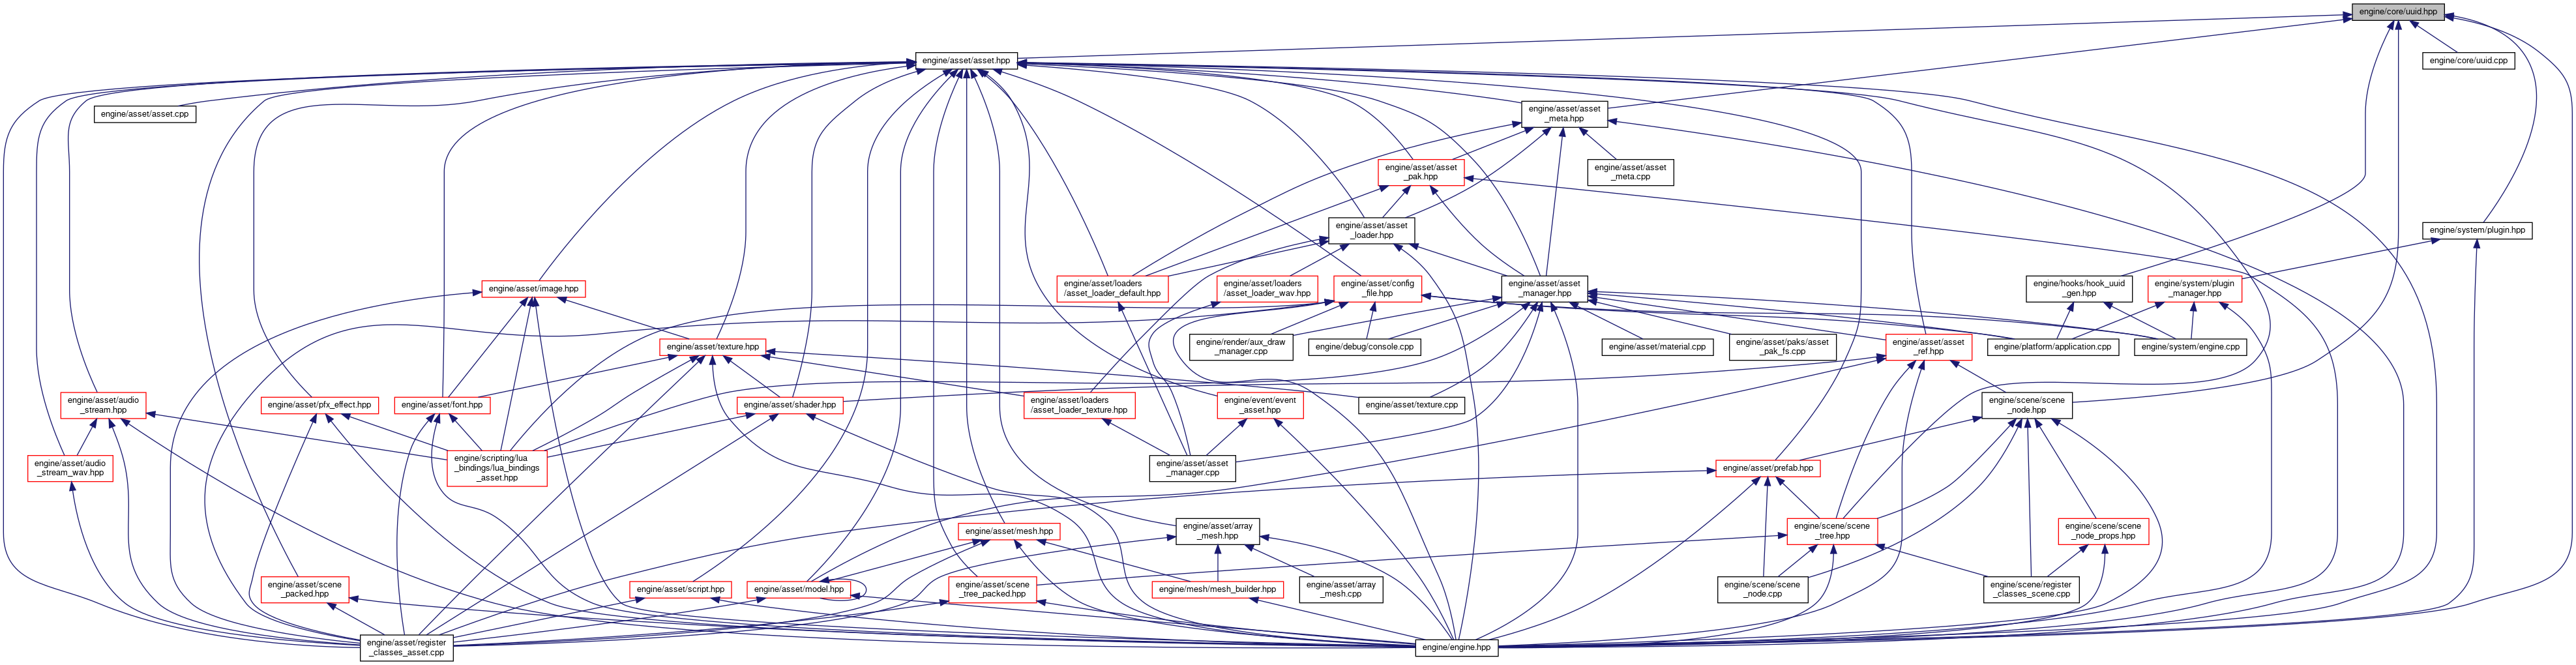 engine/core/uuid.hpp
engine/asset/asset.hpp
engine/core/uuid.cpp
engine/asset/asset.cpp
engine/asset/asset
_meta.hpp
engine/asset/asset
_pak.hpp
engine/asset/asset
_meta.cpp
engine/asset/asset
_loader.hpp
engine/system/plugin.hpp
engine/asset/image.hpp
engine/asset/loaders
/asset_loader_default.hpp
engine/asset/loaders
/asset_loader_wav.hpp
engine/asset/config
_file.hpp
engine/asset/asset
_manager.hpp
engine/hooks/hook_uuid
_gen.hpp
engine/system/plugin
_manager.hpp
engine/asset/texture.hpp
engine/render/aux_draw
_manager.cpp
engine/debug/console.cpp
engine/asset/material.cpp
engine/asset/paks/asset
_pak_fs.cpp
engine/asset/asset
_ref.hpp
engine/platform/application.cpp
engine/system/engine.cpp
engine/asset/audio
_stream.hpp
engine/asset/pfx_effect.hpp
engine/asset/font.hpp
engine/asset/shader.hpp
engine/asset/loaders
/asset_loader_texture.hpp
engine/event/event
_asset.hpp
engine/asset/texture.cpp
engine/scene/scene
_node.hpp
engine/asset/audio
_stream_wav.hpp
engine/scripting/lua
_bindings/lua_bindings
_asset.hpp
engine/asset/asset
_manager.cpp
engine/asset/prefab.hpp
engine/asset/mesh.hpp
engine/asset/array
_mesh.hpp
engine/scene/scene
_tree.hpp
engine/scene/scene
_node_props.hpp
engine/asset/scene
_packed.hpp
engine/asset/script.hpp
engine/asset/model.hpp
engine/asset/scene
_tree_packed.hpp
engine/mesh/mesh_builder.hpp
engine/asset/array
_mesh.cpp
engine/scene/scene
_node.cpp
engine/scene/register
_classes_scene.cpp
engine/asset/register
_classes_asset.cpp
engine/engine.hpp